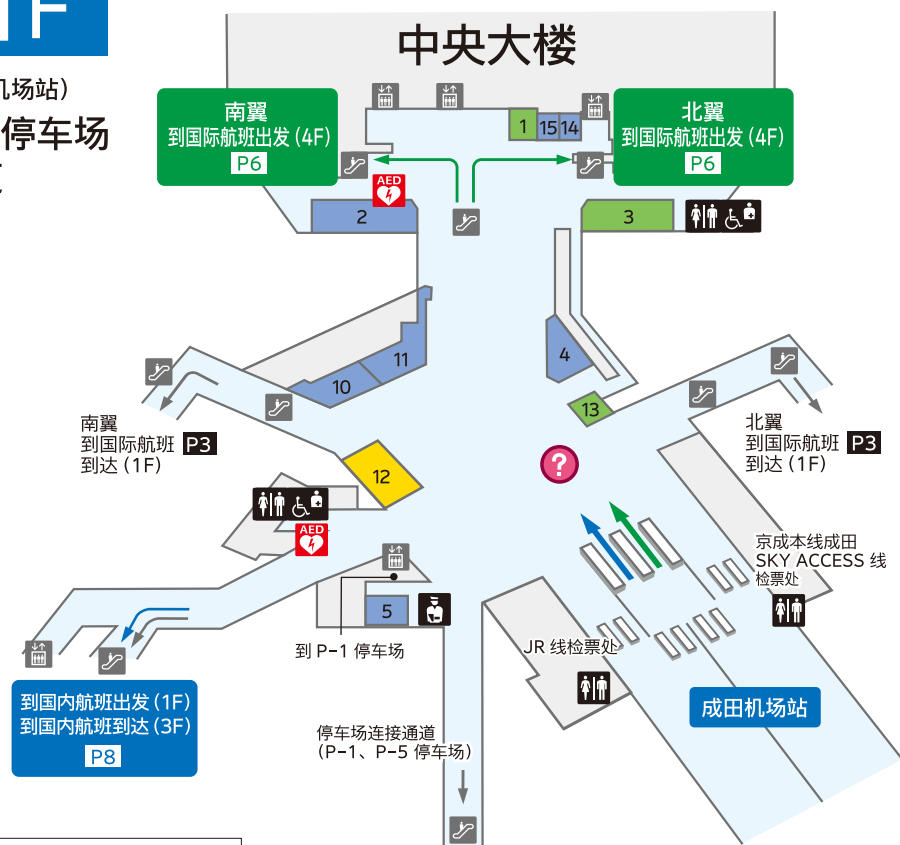 1F
机场站）
停车场
中央大楼
南翼
到国际航班出发 (4F)
P6
北翼
到国际航班出发 (4F)
P6
1
15
14
AED
2
3
11
10
4
13
南翼
到国际航班
到达 (1F)
P3
北翼
到国际航班
到达 (1F)
P3
12
?
AED
京成本线成田
SKY ACCESS 线
检票处
5
到 P-1 停车场
JR 线检票处
到国内航班出发 (1F)
到国内航班到达 (3F)
P8
成田机场站
停车场连接通道
(P-1、P-5 停车场)